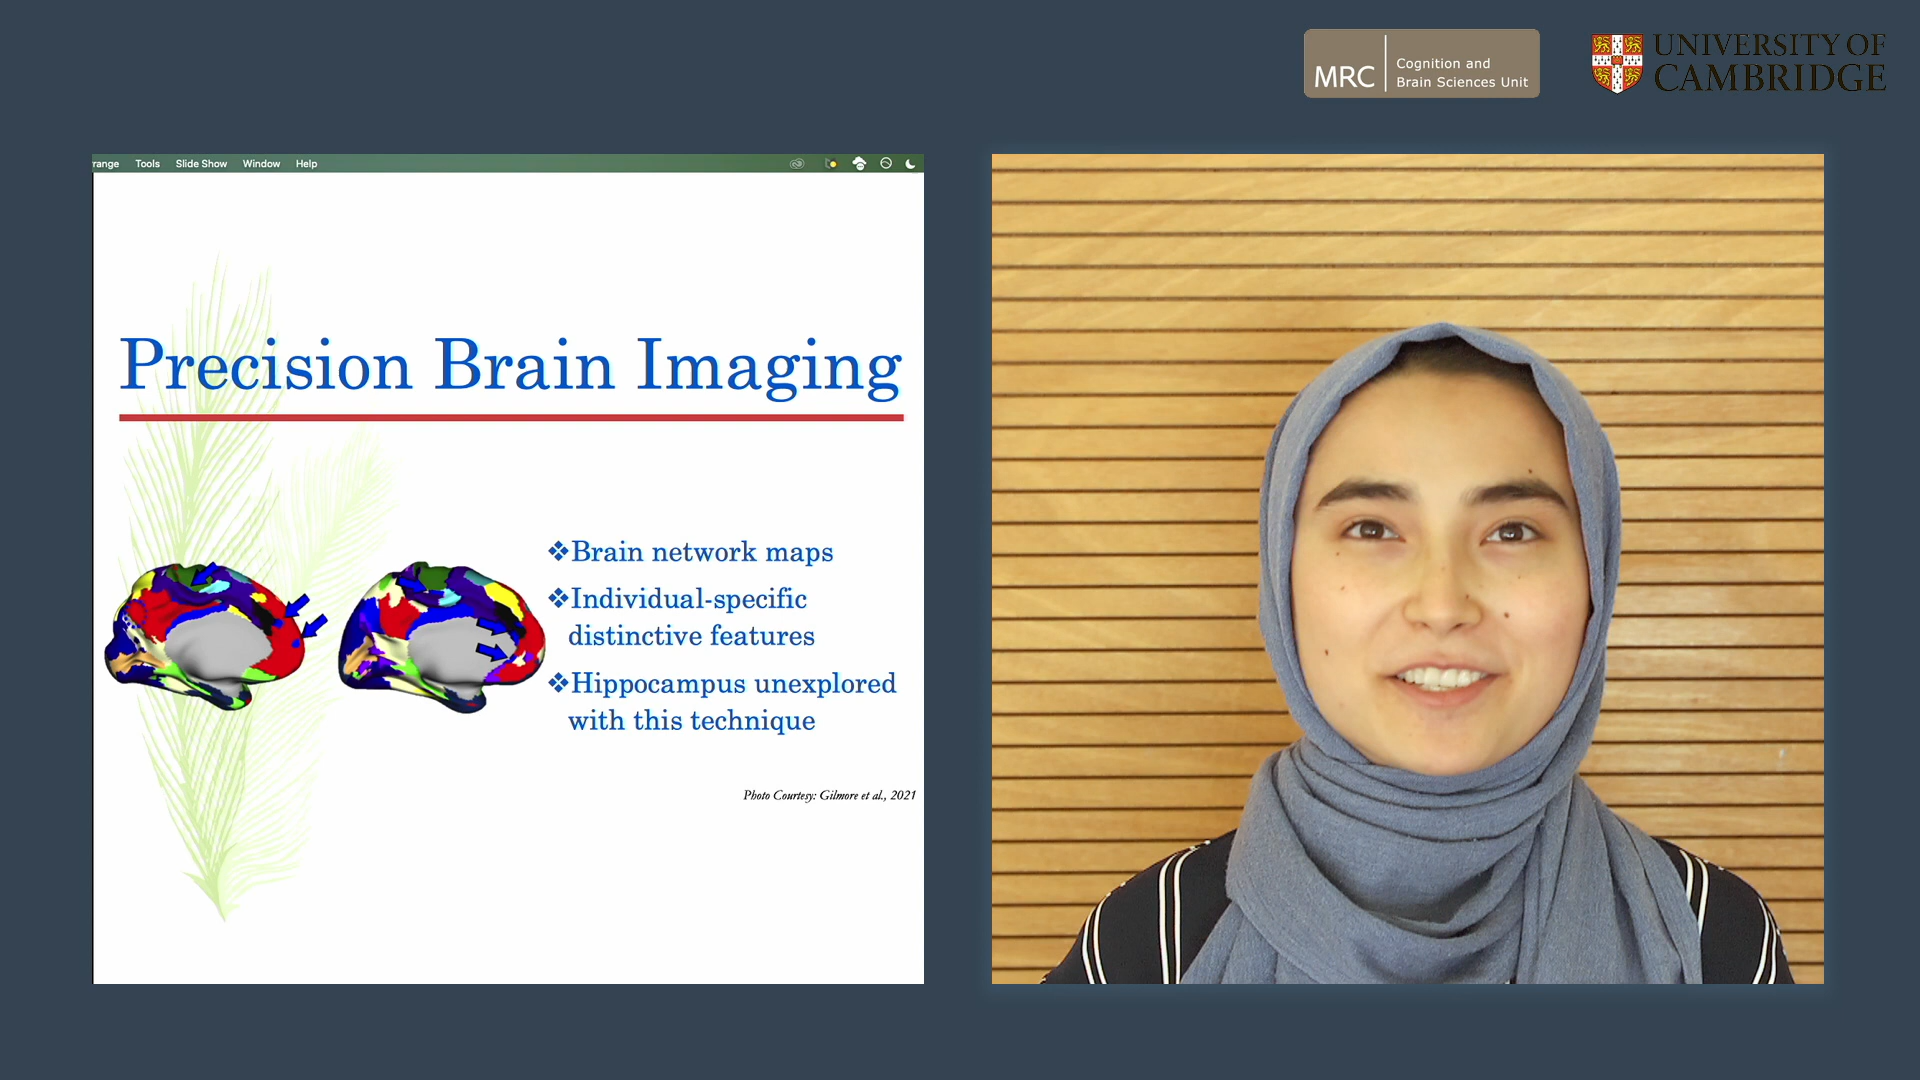 MRC
Cognition and
Brain Sciences Unit
UNIVERSITY OF
CAMBRIDGE
range Tools Slide Show Window Help
Precision Brain Imaging
❖Brain network maps
❖Individual-specific
distinctive features
❖Hippocampus unexplored
with this technique
Photo Courtesy: Gilmore et al., 2021